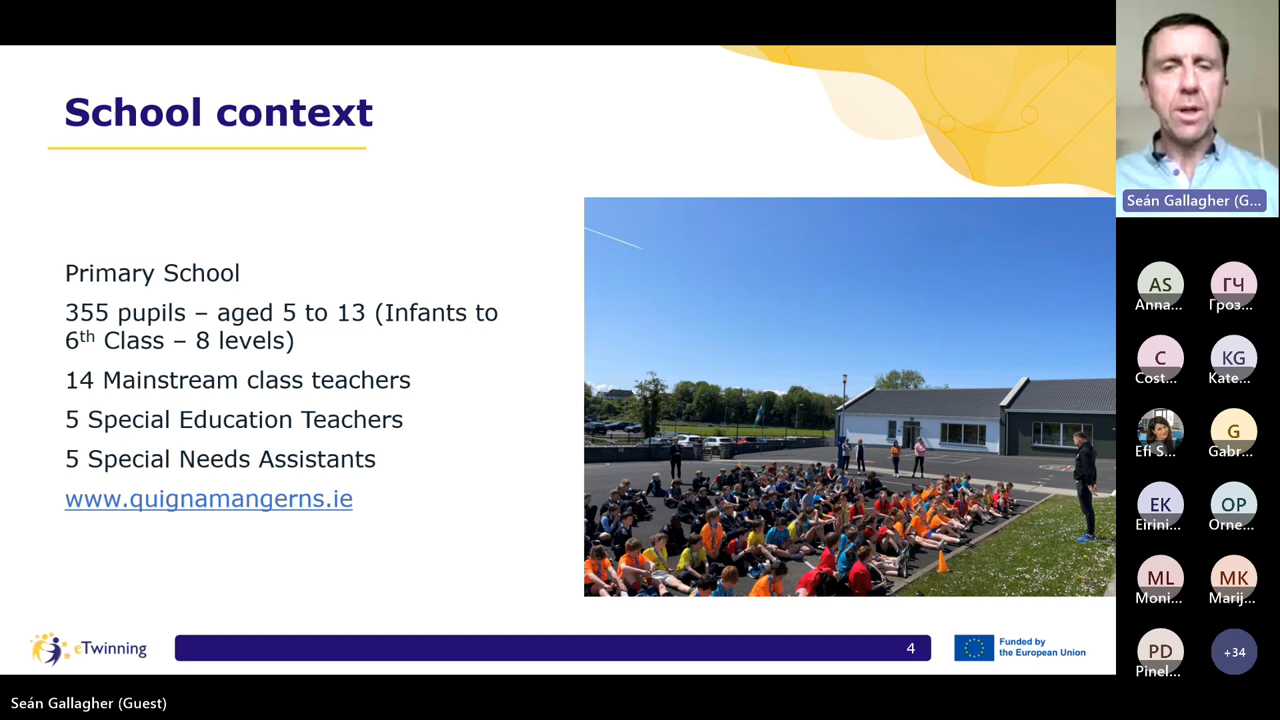 School context
Primary School
355 pupils – aged 5 to 13 (Infants to
6th Class – 8 levels)
14 Mainstream class teachers
5 Special Education Teachers
5 Special Needs Assistants
www.quignamangerns.ie
eTwinning
4
Funded by
the European Union
Seán Gallagher (G...
AS
Anna...
ГЧ
Гроз...
C
Cost...
KG
Kate...
Efi S...
G
Gabr...
EK
Eirini...
OP
Orne...
ML
Moni...
MK
Marij...
PD
Pinel...
+34
Seán Gallagher (Guest)